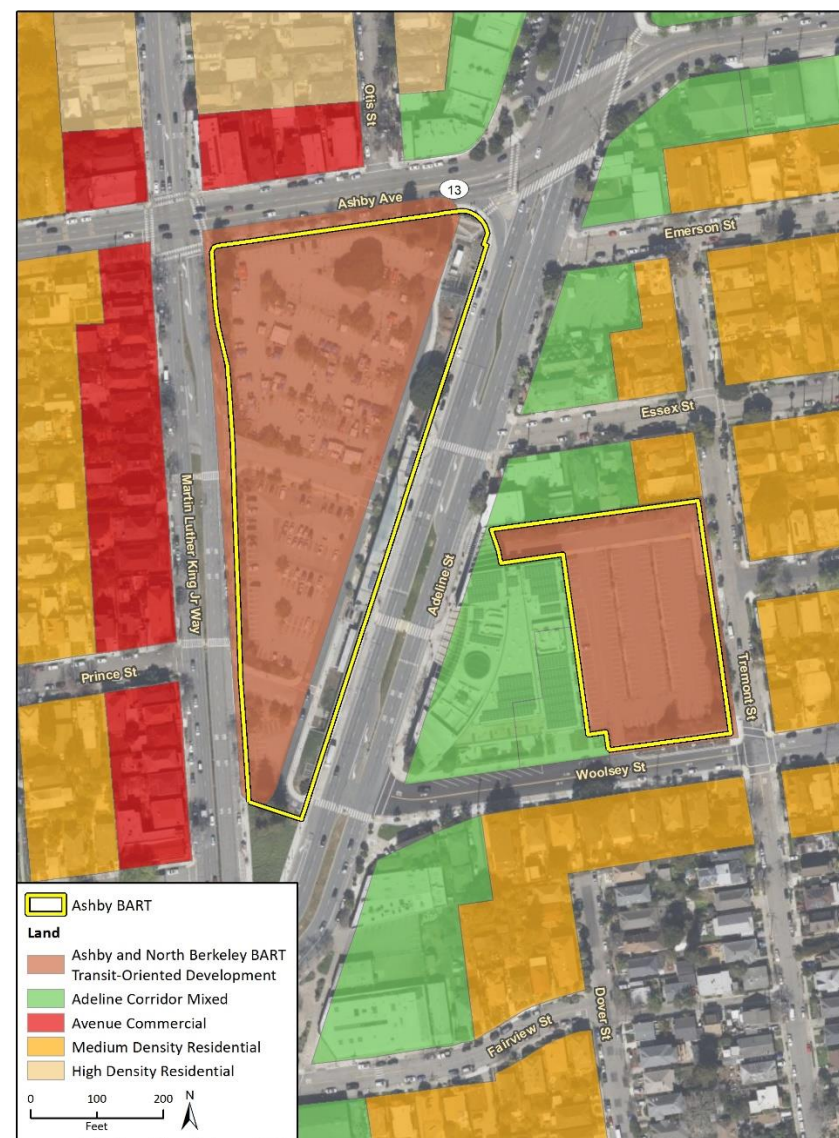 Otis St
Ashby Ave
13
Emerson St
Essex St
Martin Luther King Jr Way
Adeline St
Prince St
Tremont St
Woolsey St
Fairview St
Dover St
Ashby BART
Land
Ashby and North Berkeley BART
Transit-Oriented Development
Adeline Corridor Mixed
Avenue Commercial
Medium Density Residential
High Density Residential
0 100 200 N
Feet